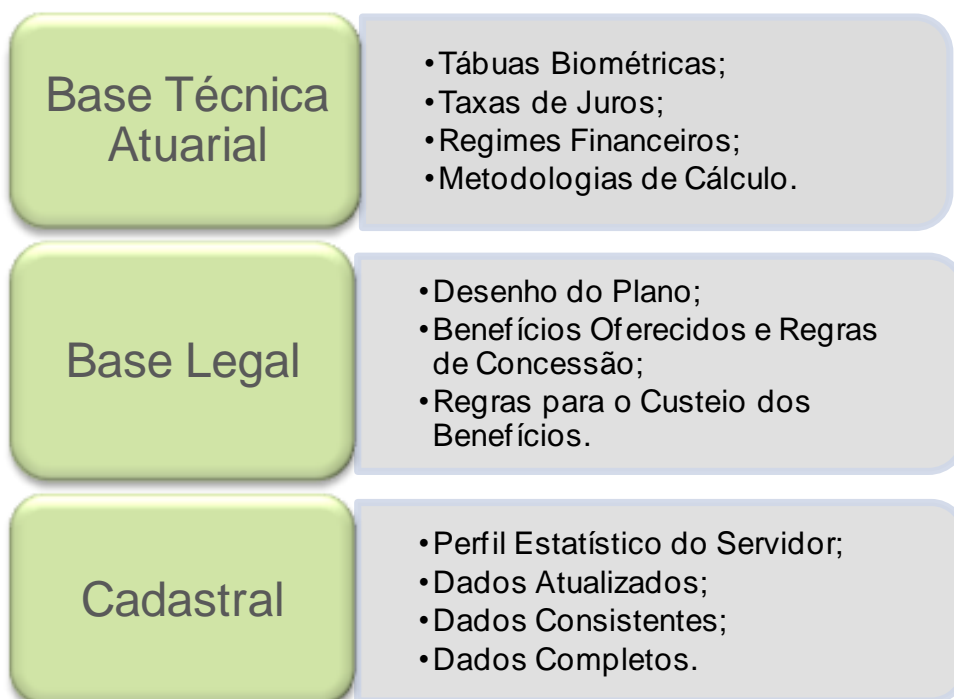 Base Técnica
Atuarial
•Tábuas Biométricas;
•Taxas de Juros;
•Regimes Financeiros;
•Metodologias de Cálculo.
Base Legal
•Desenho do Plano;
•Benefícios Oferecidos e Regras
de Concessão;
•Regras para o Custeio dos
Benefícios.
Cadastral
•Perfil Estatístico do Servidor;
•Dados Atualizados;
•Dados Consistentes;
•Dados Completos.